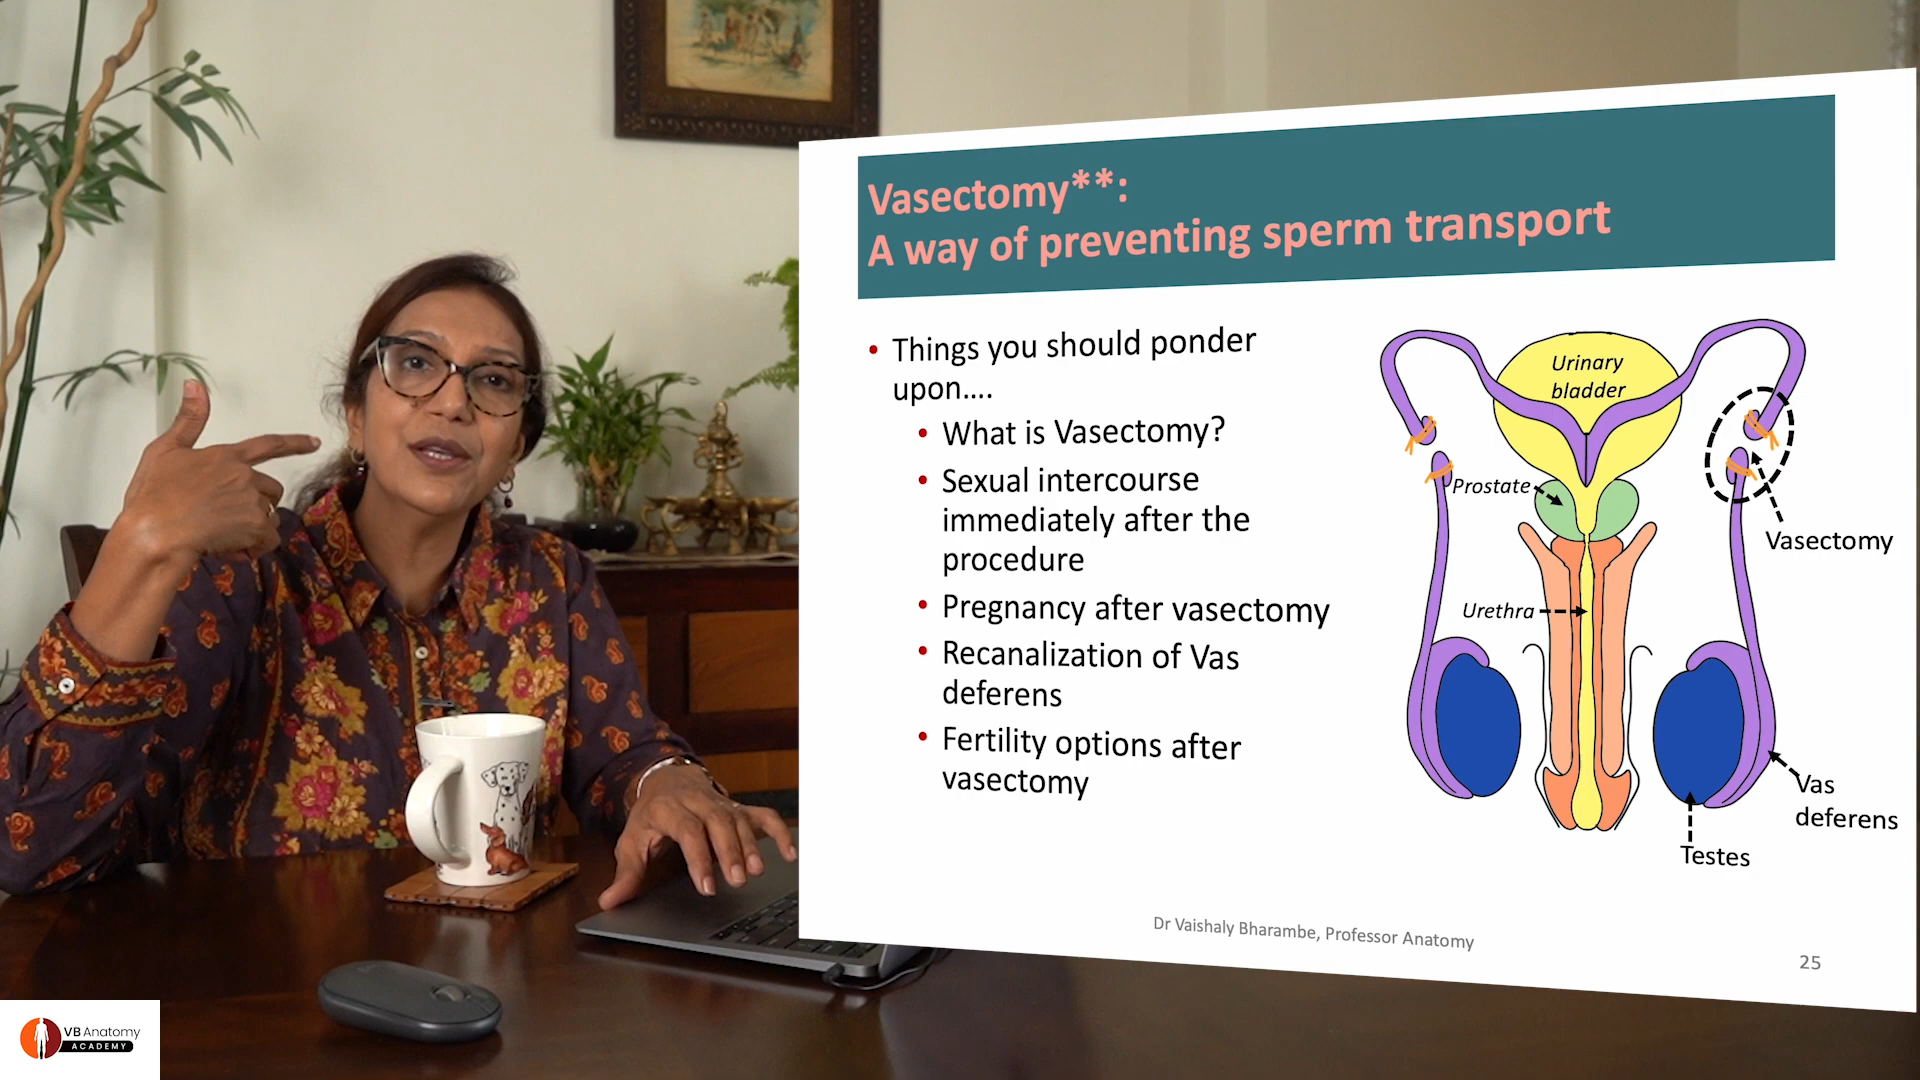 Vasectomy**:
A way of preventing sperm transport
• Things you should ponder
upon....
• What is Vasectomy?
• Sexual intercourse
immediately after the
procedure
• Pregnancy after vasectomy
• Recanalization of Vas
deferens
• Fertility options after
vasectomy
Urinary
bladder
Prostate
Vasectomy
Urethra
Vas
deferens
Testes
Dr Vaishaly Bharambe, Professor Anatomy
25
VB Anatomy
ACADEMY